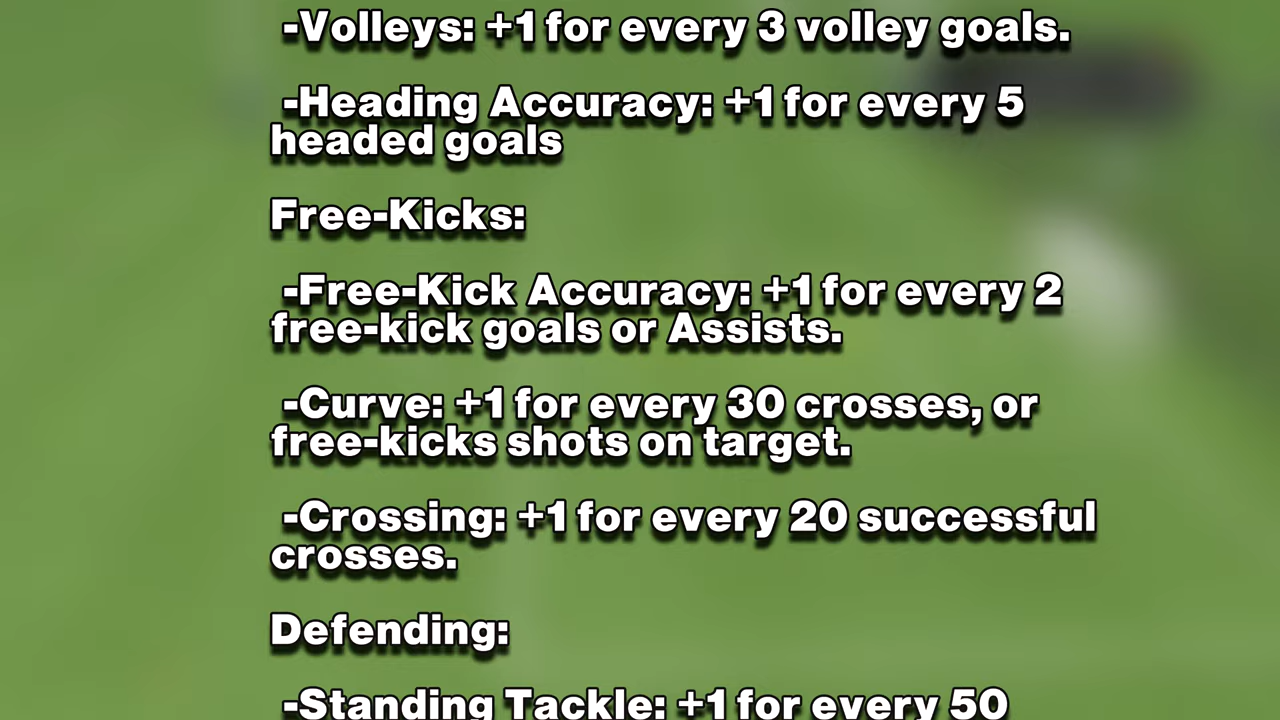 -Volleys: +1 for every 3 volley goals.
-Heading Accuracy: +1 for every 5
headed goals
Free-Kicks:
-Free-Kick Accuracy: +1 for every 2
free-kick goals or Assists.
-Curve: +1 for every 30 crosses, or
free-kicks shots on target.
-Crossing: +1 for every 20 successful
crosses.
Defending:
-Standing Tackle: +1 for every 50